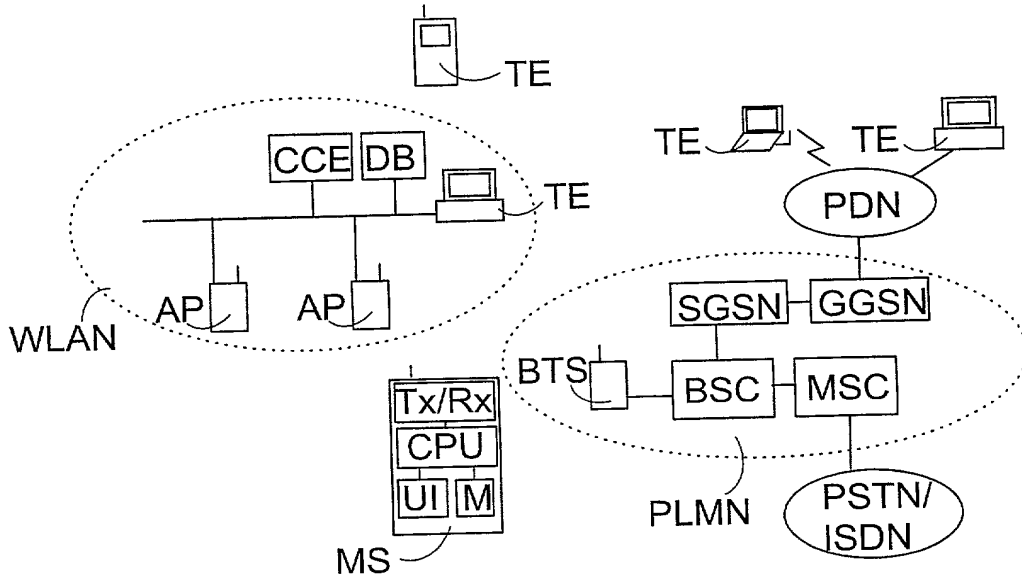 TE
CCE
DB
TE
AP
AP
WLAN
TE
TE
PDN
SGSN
GGSN
BTS
BSC
MSC
PLMN
PSTN/
ISDN
Tx/Rx
CPU
UI
M
MS